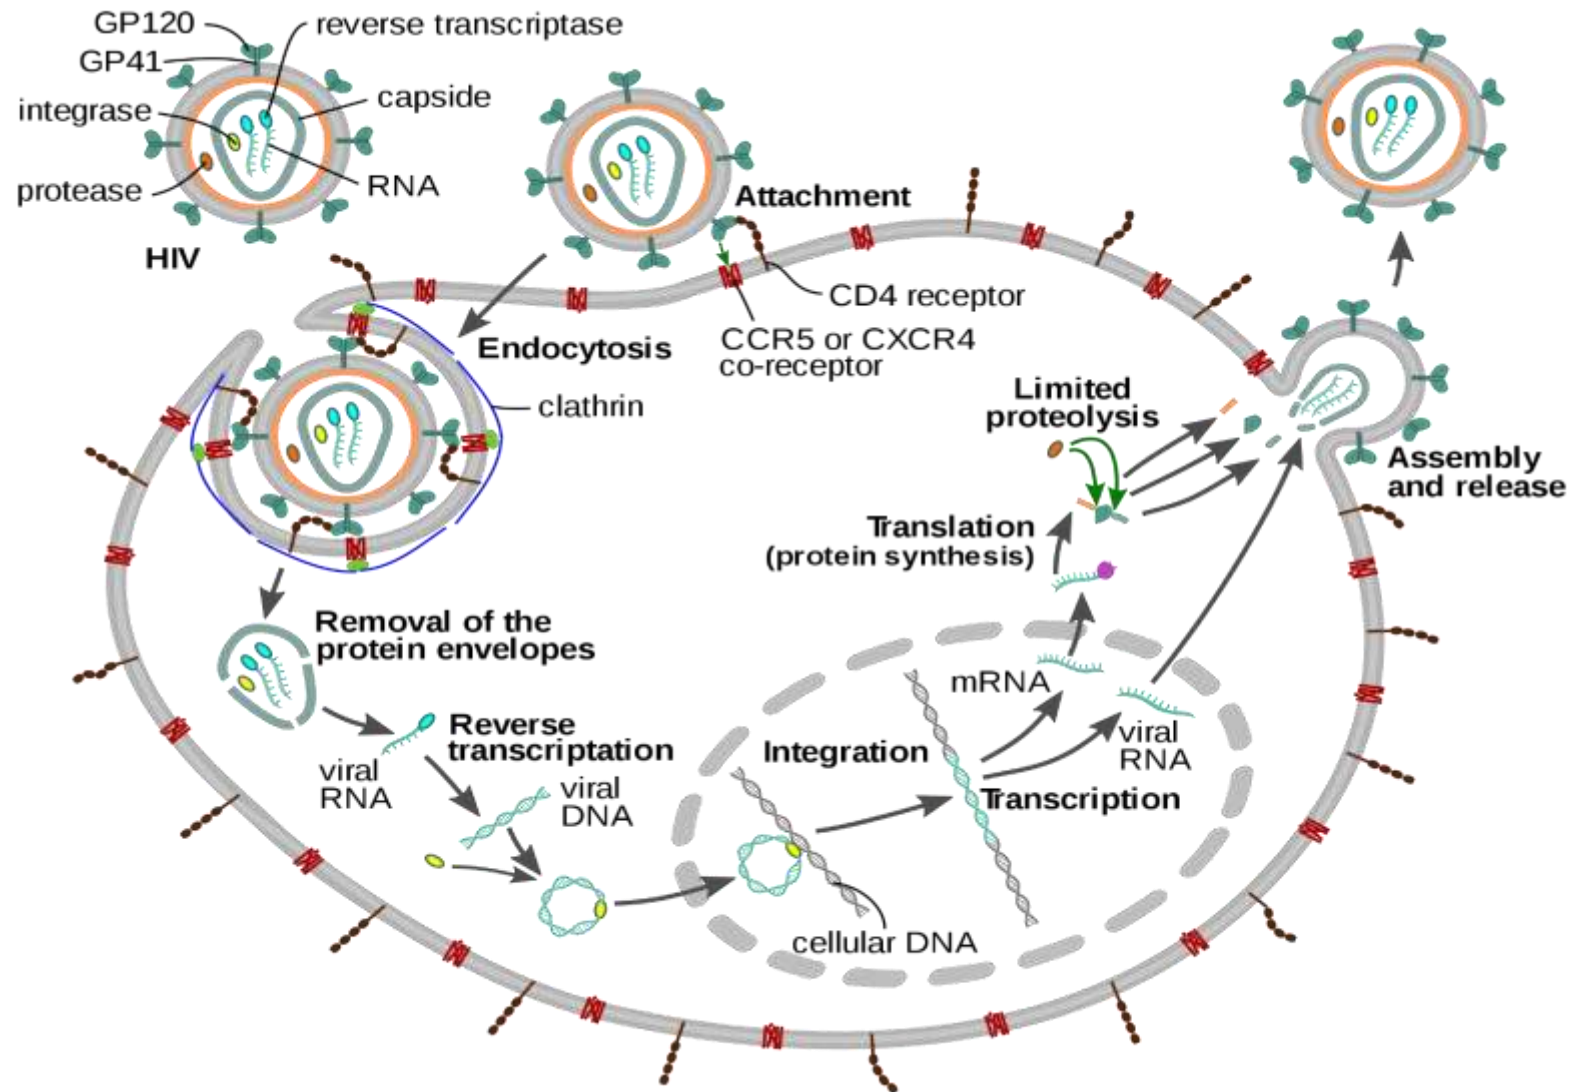 GP120
reverse transcriptase
GP41
capside
integrase
protease
RNA
HIV
Attachment
CD4 receptor
CCR5 or CXCR4
co-receptor
Endocytosis
clathrin
Limited
proteolysis
Assembly
and release
Translation
(protein synthesis)
Removal of the
protein envelopes
mRNA
Reverse
transcriptation
viral
RNA
viral
DNA
Integration
viral
RNA
Transcription
cellular DNA